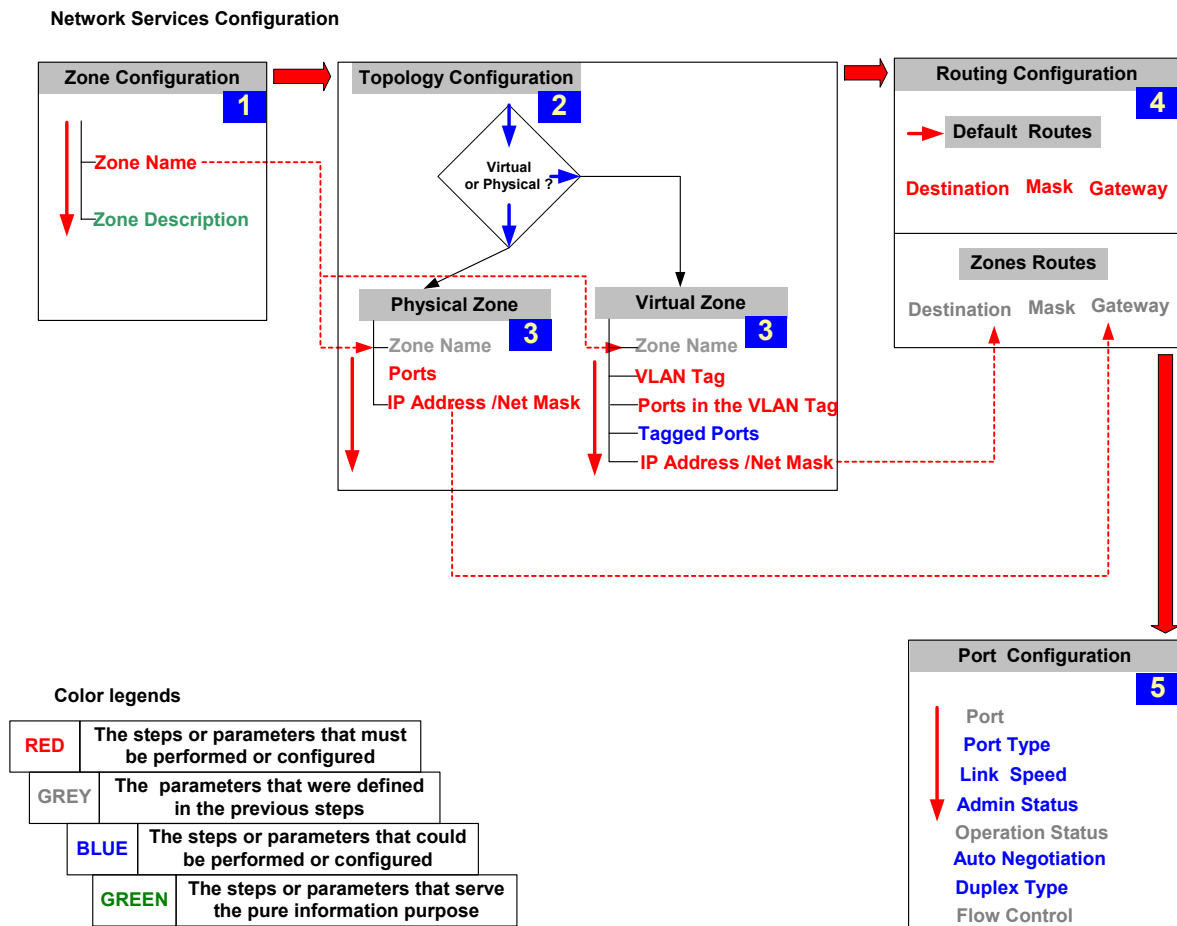 Network Services Configuration
Zone Configuration
1
Zone Name
Zone Description
Topology Configuration
2
Virtual
or Physical ?
Physical Zone
3
Zone Name
Ports
IP Address /Net Mask
Virtual Zone
3
Zone Name
VLAN Tag
Ports in the VLAN Tag
Tagged Ports
IP Address /Net Mask
Routing Configuration
4
Default Routes
Destination Mask Gateway
Zones Routes
Destination Mask Gateway
Port Configuration
5
Port
Port Type
Link Speed
Admin Status
Operation Status
Auto Negotiation
Duplex Type
Flow Control
Color legends
RED
The steps or parameters that must
be performed or configured
GREY
The parameters that were defined
in the previous steps
BLUE
The steps or parameters that could
be performed or configured
GREEN
The steps or parameters that serve
the pure information purpose